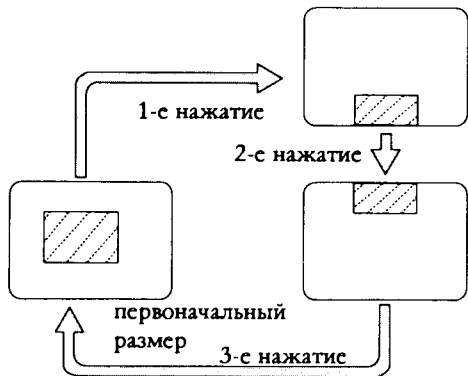 1-е нажатие
2-е нажатие
первоначальный
размер
3-е нажатие